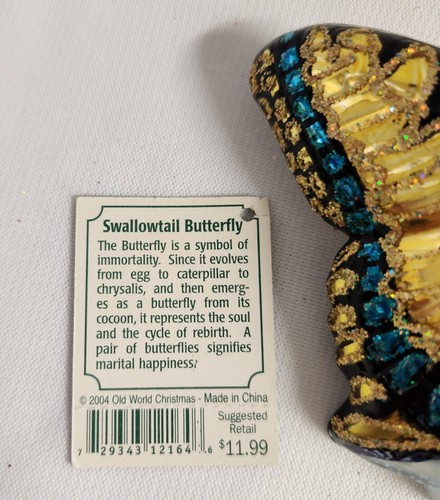 Swallowtail Butterfly
The Butterfly is a symbol of
immortality. Since it evolves
from egg to caterpillar to
chrysalis, and then emerg-
es as a butterfly from its
cocoon, it represents the soul
and the cycle of rebirth. A
pair of butterflies signifies
marital happiness.
© 2004 Old World Christmas - Made in China
Suggested
Retail
$11.99
7 29343 12164 6